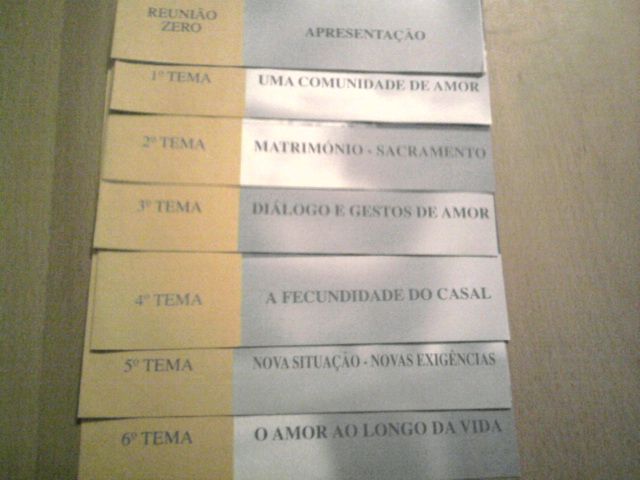 REUNIÃO
ZERO
APRESENTAÇÃO
1º TEMA
UMA COMUNIDADE DE AMOR
2º TEMA
MATRIMÓNIO - SACRAMENTO
3º TEMA
DIÁLOGO E GESTOS DE AMOR
4º TEMA
A FECUNDIDADE DO CASAL
5º TEMA
NOVA SITUAÇÃO - NOVAS EXIGÊNCIAS
6º TEMA
O AMOR AO LONGO DA VIDA